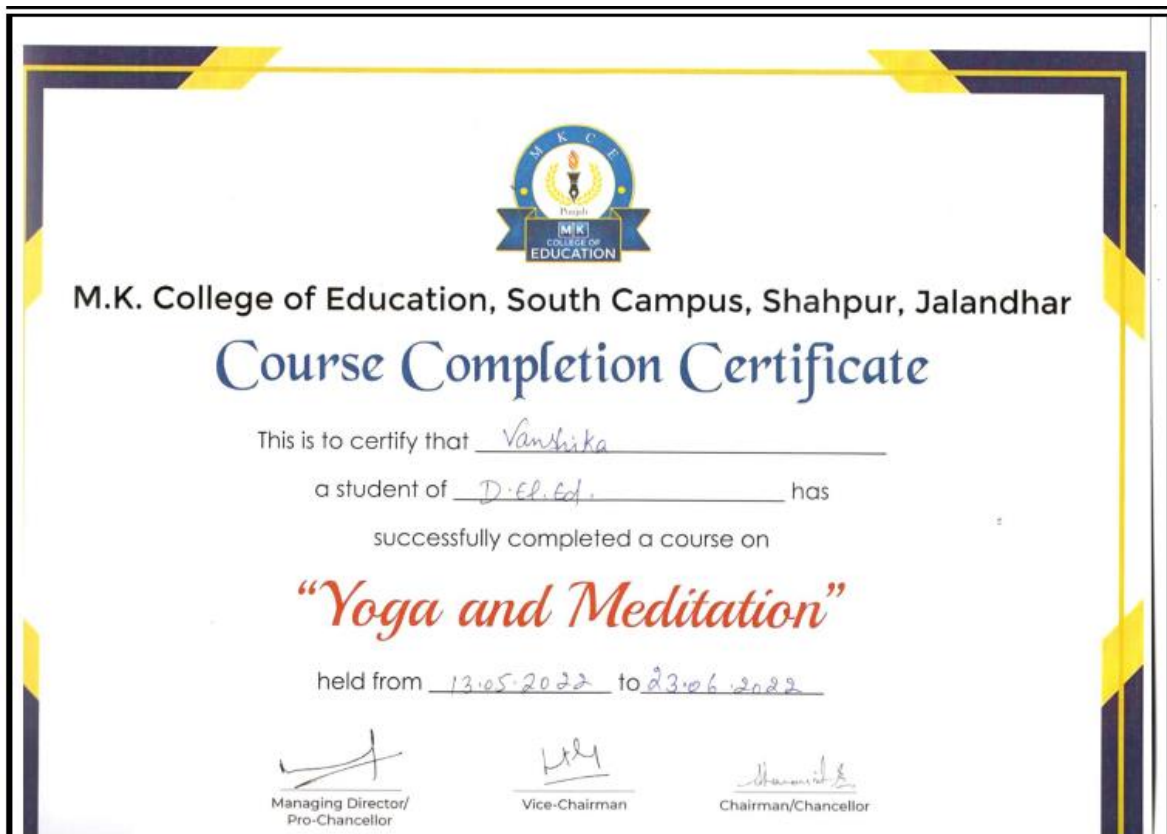 MKCE
Punjab
MK
COLLEGE OF
EDUCATION
M.K. College of Education, South Campus, Shahpur, Jalandhar
Course Completion Certificate
This is to certify that Vanshika
a student of D.El.Ed. has
successfully completed a course on
“Yoga and Meditation”
held from 13.05.2022 to 23.06.2022
Managing Director/
Pro-Chancellor
Vice-Chairman
Chairman/Chancellor